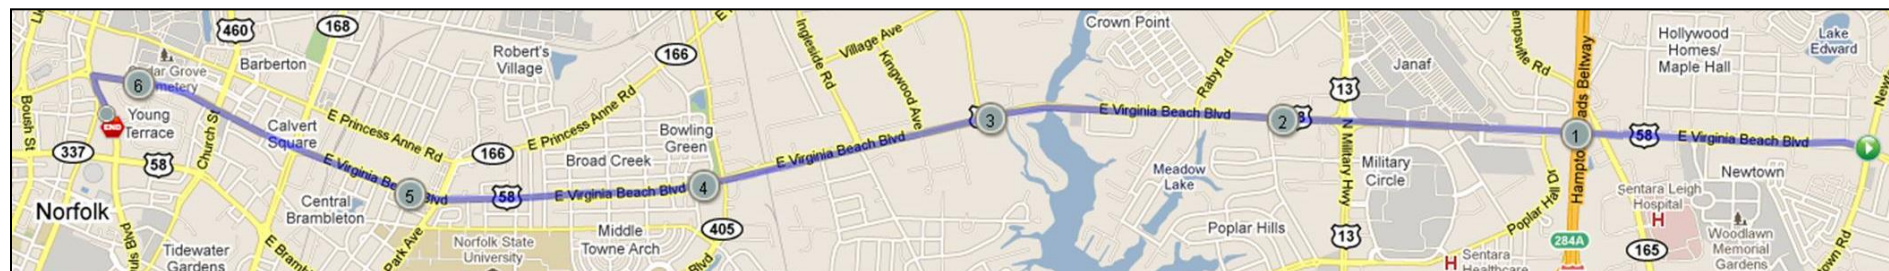 460
168
Barberton
Robert's
Village
166
Ingleside Rd
Village Ave
Kingwood Ave
Crown Point
Raby Rd
13
Janaf
Hollywood
Homes/
Maple Hall
Lake
Edward
6
metery
Young
Terrace
END
Boush St
337
58
Church St
Calvert
Square
E Princess Anne Rd
E Princess Anne Rd
166
Broad Creek
Bowling
Green
E Virginia Beach Blvd
3
E Virginia Beach Blvd
2
N Military Hwy
1
58
E Virginia Beach Blvd
Military
Circle
Meadow
Lake
Newtown
Sentara Leigh
Hospital
H
5
58
E Virginia Beach Blvd
4
Central
Brambleton
Norfolk
Tidewater
Gardens
Park Ave
Norfolk State
University
Middle
Towne Arch
405
Blvd
Poplar Hills
13
Poplar Hall
284A
165
Woodlawn
Memorial
Gardens
H
Sentara
Healthcare